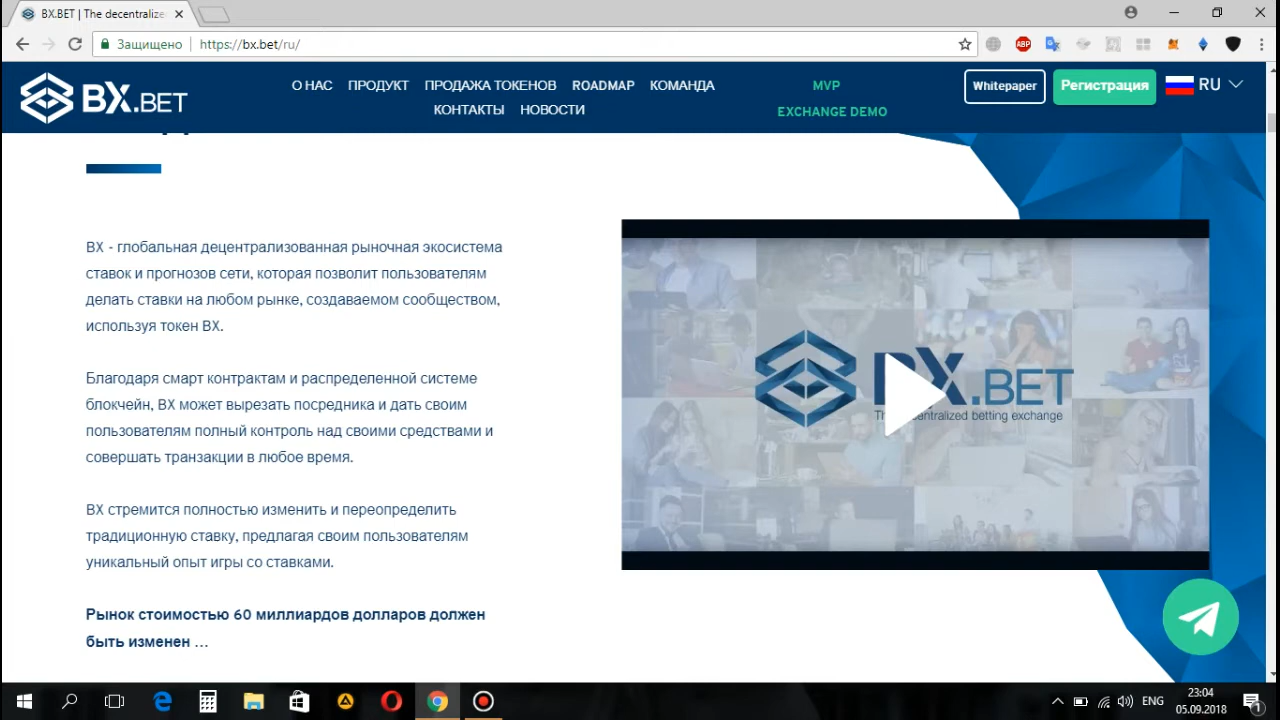 BX.BET | The decentralize
Защищено
https://bx.bet/ru/
BX.BET
О НАС ПРОДУКТ ПРОДАЖА ТОКЕНОВ ROADMAP КОМАНДА
КОНТАКТЫ НОВОСТИ
MVP
EXCHANGE DEMO
Whitepaper
Регистрация
RU
BX - глобальная децентрализованная рыночная экосистема
ставок и прогнозов сети, которая позволит пользователям
делать ставки на любом рынке, создаваемом сообществом,
используя токен BX.
Благодаря смарт контрактам и распределенной системе
блокчейн, BX может вырезать посредника и дать своим
пользователям полный контроль над своими средствами и
совершать транзакции в любое время.
BX стремится полностью изменить и переопределить
традиционную ставку, предлагая своим пользователям
уникальный опыт игры со ставками.
Рынок стоимостью 60 миллиардов долларов должен
быть изменен ...
BX.BET
betting exchange
ABP
ENG
23:04
05.09.2018
1